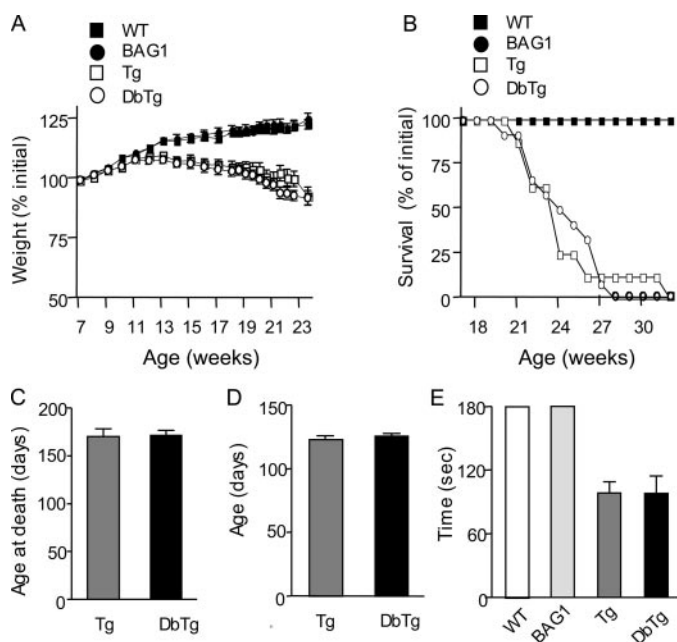 A
WT
BAG1
Tg
DbTg
Weight (% initial)
125
100
75
50
7 9 11 13 15 17 19 21 23
Age (weeks)
B
WT
BAG1
Tg
DbTg
Survival (% of initial)
100
75
50
25
0
18 21 24 27 30
Age (weeks)
C
Age at death (days)
200
150
100
50
0
Tg DbTg
D
Age (days)
150
100
50
0
Tg DbTg
E
Time (sec)
180
120
60
0
WT BAG1 Tg DbTg